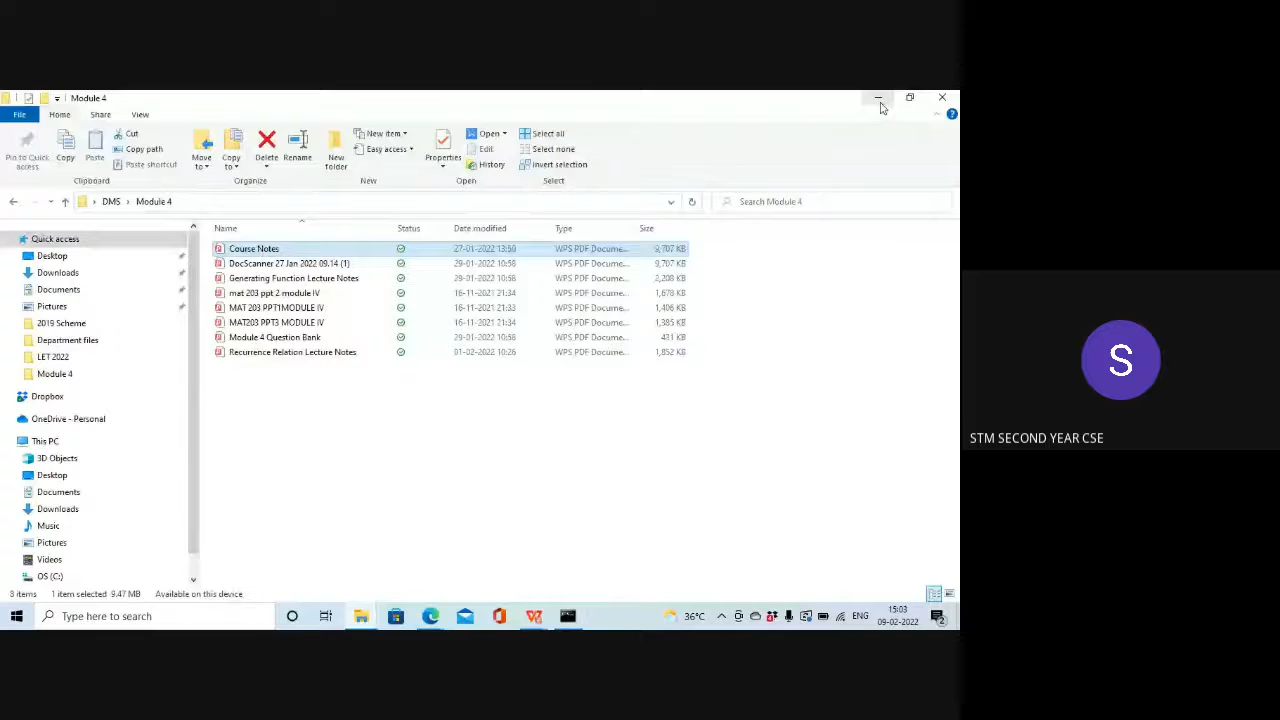 Module 4
File Home Share View
Pin to Quick access
Copy
Paste
Cut
Copy path
Paste shortcut
Move to
Copy to
Delete
Rename
New folder
New item
Easy access
Properties
Open
Edit
History
Select all
Select none
Invert selection
Clipboard Organize New Open Select
DMS Module 4 Search Module 4
Name Status Date modified Type Size
Course Notes 27-01-2022 13:50 WPS PDF Docume... 9,707 KB
DocScanner 27 Jan 2022 09.14 (1) 29-01-2022 10:58 WPS PDF Docume... 9,707 KB
Generating Function Lecture Notes 29-01-2022 10:58 WPS PDF Docume... 2,208 KB
mat 203 ppt 2 module IV 16-11-2021 21:34 WPS PDF Docume... 1,678 KB
MAT 203 PPT1MODULE IV 16-11-2021 21:33 WPS PDF Docume... 1,406 KB
MAT203 PPT3 MODULE IV 16-11-2021 21:34 WPS PDF Docume... 1,385 KB
Module 4 Question Bank 29-01-2022 10:58 WPS PDF Docume... 431 KB
Recurrence Relation Lecture Notes 01-02-2022 10:26 WPS PDF Docume... 1,852 KB
Quick access
Desktop
Downloads
Documents
Pictures
2019 Scheme
Department files
LET 2022
Module 4
Dropbox
OneDrive - Personal
This PC
3D Objects
Desktop
Documents
Downloads
Music
Pictures
Videos
OS (C:)
8 items 1 item selected 9.47 MB Available on this device
Type here to search
36°C ENG
15:03
09-02-2022
2
S
STM SECOND YEAR CSE